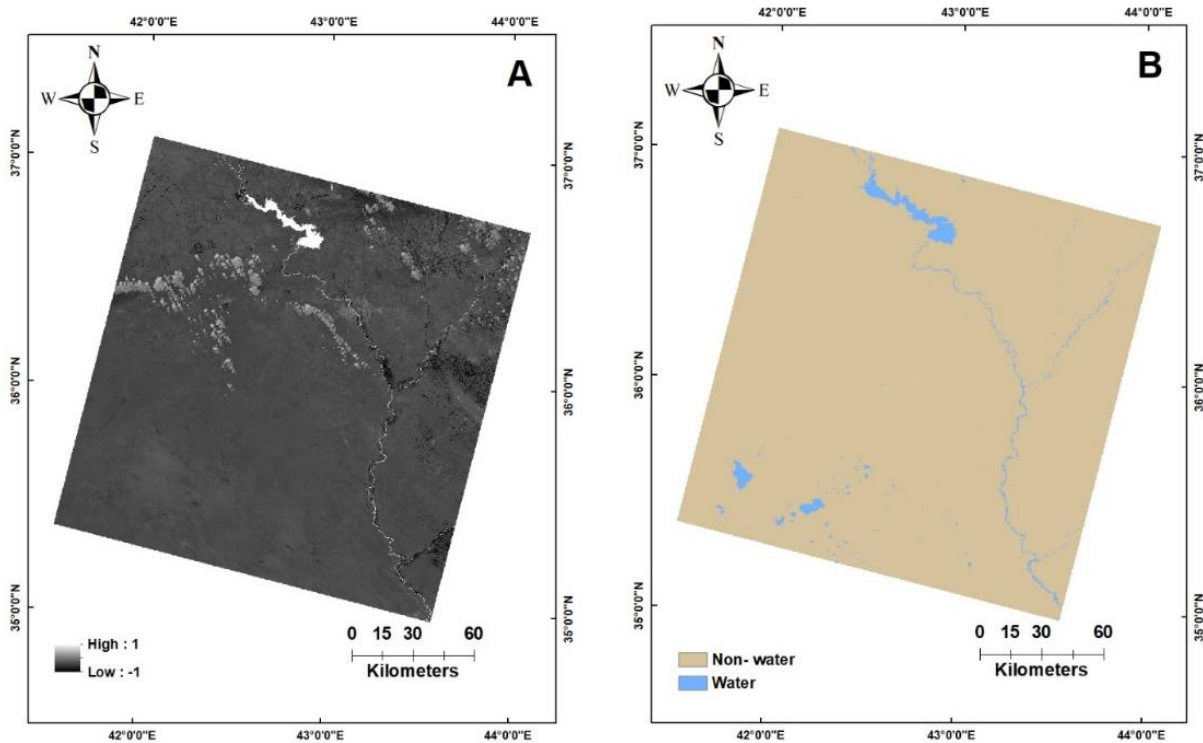 42°0'0"E 43°0'0"E 44°0'0"E
A
N
W E
S
37°0'0"N 37°0'0"N
36°0'0"N 36°0'0"N
35°0'0"N 35°0'0"N
High : 1
Low : -1
0 15 30 60
Kilometers
42°0'0"E 43°0'0"E 44°0'0"E
42°0'0"E 43°0'0"E 44°0'0"E
B
N
W E
S
37°0'0"N 37°0'0"N
36°0'0"N 36°0'0"N
35°0'0"N 35°0'0"N
Non- water
Water
0 15 30 60
Kilometers
42°0'0"E 43°0'0"E 44°0'0"E